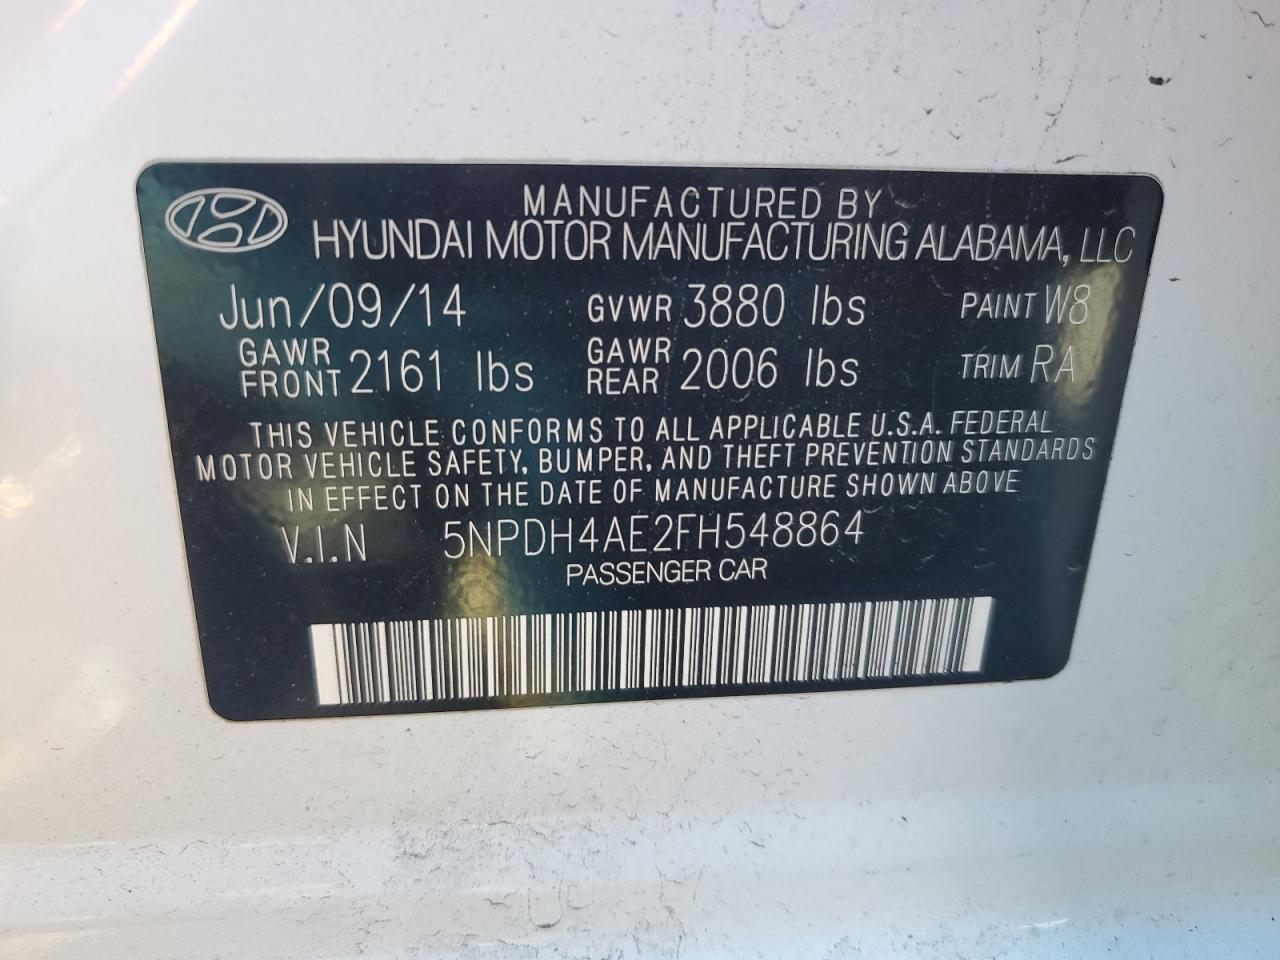 MANUFACTURED BY
HYUNDAI MOTOR MANUFACTURING ALABAMA, LLC
Jun/09/14 GVWR 3880 lbs PAINT W8
GAWR FRONT 2161 lbs GAWR REAR 2006 lbs TRIM RA
THIS VEHICLE CONFORMS TO ALL APPLICABLE U.S.A. FEDERAL
MOTOR VEHICLE SAFETY, BUMPER, AND THEFT PREVENTION STANDARDS
IN EFFECT ON THE DATE OF MANUFACTURE SHOWN ABOVE
V.I.N 5NPDH4AE2FH548864
PASSENGER CAR